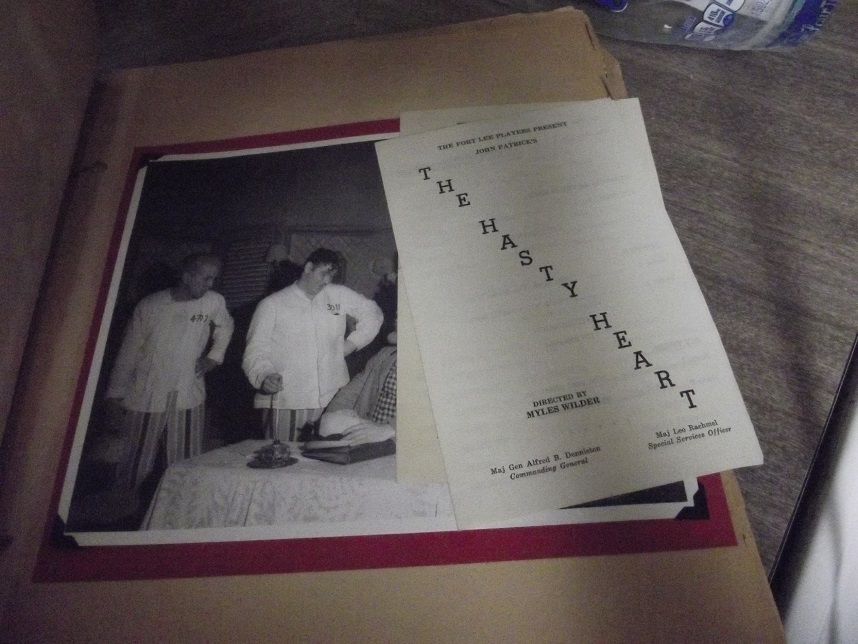 THE FORT LEE PLAYERS PRESENT
JOHN PATRICK'S
THE HASTY HEART
DIRECTED BY
MYLES WILDER
Maj Gen Alfred B. Denniston
Commanding General
Maj Lee Rachmel
Special Services Officer